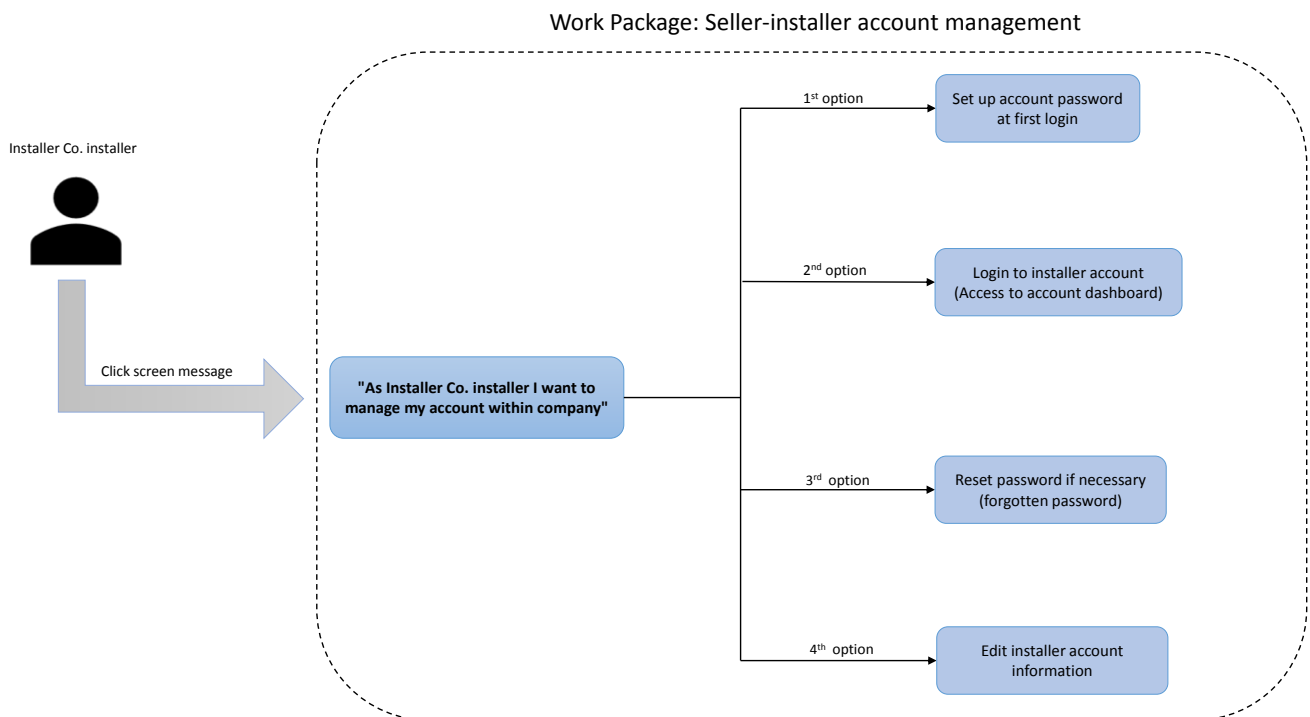 Work Package: Seller-installer account management
Installer Co. installer
Click screen message
"As Installer Co. installer I want to
manage my account within company"
1st option
Set up account password
at first login
2nd option
Login to installer account
(Access to account dashboard)
3rd option
Reset password if necessary
(forgotten password)
4th option
Edit installer account
information